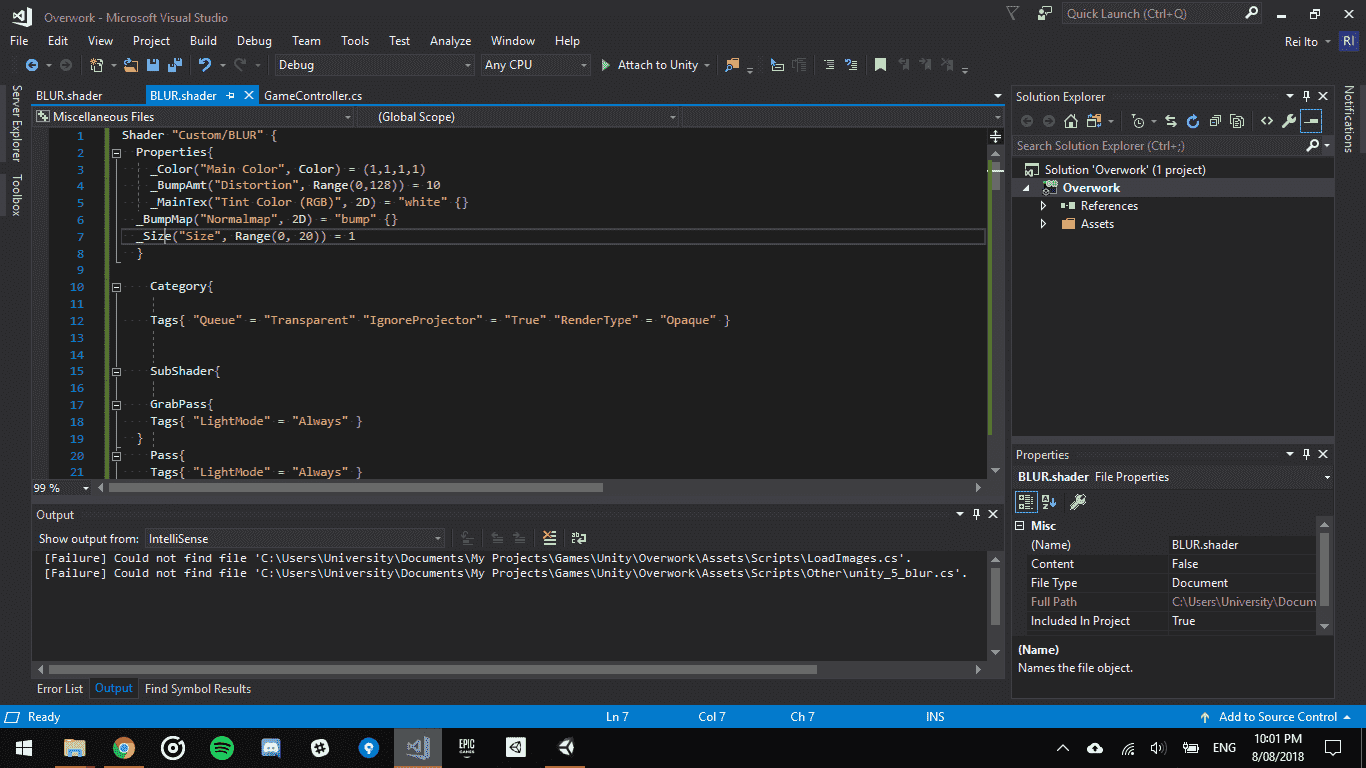 Overwork - Microsoft Visual Studio
Quick Launch (Ctrl+Q)
File Edit View Project Build Debug Team Tools Test Analyze Window Help
Rei Ito RI
Debug Any CPU Attach to Unity
Server Explorer
Toolbox
BLUR.shader BLUR.shader GameController.cs
Miscellaneous Files (Global Scope)
1 Shader "Custom/BLUR" {
2 Properties{
3 _Color("Main Color", Color) = (1,1,1,1)
4 _BumpAmt("Distortion", Range(0,128)) = 10
5 _MainTex("Tint Color (RGB)", 2D) = "white" {}
6 _BumpMap("Normalmap", 2D) = "bump" {}
7 _Size("Size", Range(0, 20)) = 1
8 }
9
10 Category{
11
12 Tags{ "Queue" = "Transparent" "IgnoreProjector" = "True" "RenderType" = "Opaque" }
13
14
15 SubShader{
16
17 GrabPass{
18 Tags{ "LightMode" = "Always" }
19 }
20 Pass{
21 Tags{ "LightMode" = "Always" }
99 %
Output
Show output from: IntelliSense
[Failure] Could not find file 'C:\Users\University\Documents\My Projects\Games\Unity\Overwork\Assets\Scripts\LoadImages.cs'.
[Failure] Could not find file 'C:\Users\University\Documents\My Projects\Games\Unity\Overwork\Assets\Scripts\Other\unity_5_blur.cs'.
Error List Output Find Symbol Results
Solution Explorer
Search Solution Explorer (Ctrl+;)
Solution 'Overwork' (1 project)
Overwork
References
Assets
Notifications
Properties
BLUR.shader File Properties
Misc
(Name) BLUR.shader
Content False
File Type Document
Full Path C:\Users\University\Docum
Included In Project True
(Name)
Names the file object.
Ready Ln 7 Col 7 Ch 7 INS Add to Source Control
EPIC GAMES
ENG
10:01 PM
8/08/2018